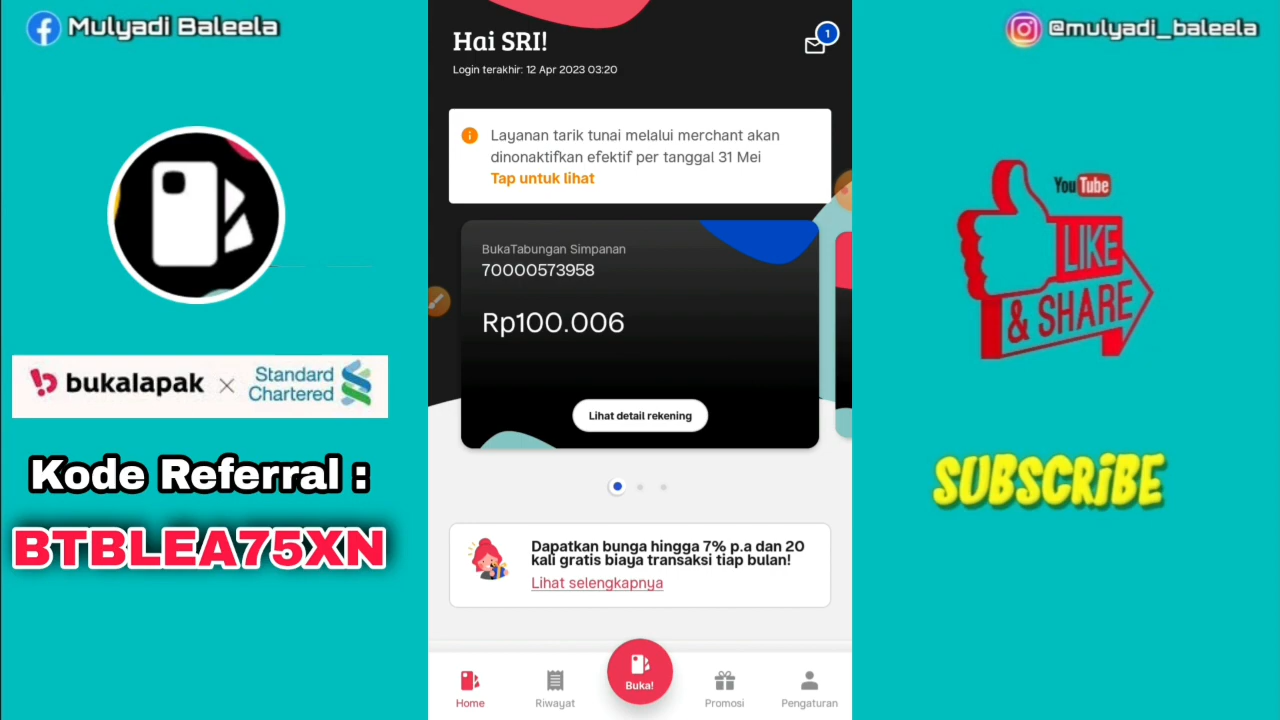 Mulyadi Baleela
bukalapak × Standard Chartered
Kode Referral :
BTBLEA75XN
Hai SRI!
1
Login terakhir: 12 Apr 2023 03:20
Layanan tarik tunai melalui merchant akan
dinonaktifkan efektif per tanggal 31 Mei
Tap untuk lihat
BukaTabungan Simpanan
70000573958
Rp100.006
Lihat detail rekening
Dapatkan bunga hingga 7% p.a dan 20
kali gratis biaya transaksi tiap bulan!
Lihat selengkapnya
Home
Riwayat
Buka!
Promosi
Pengaturan
@mulyadi_baleela
YouTube
LIKE
& SHARE
SUBSCRiBE